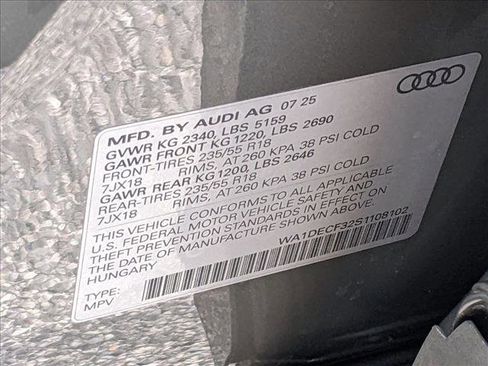 MFD. BY AUDI AG 07 25
GVWR KG 2340, LBS 5159
GAWR FRONT KG 1220, LBS 2690
FRONT-TIRES 235/55 R18
7JX18 RIMS, AT 260 KPA 38 PSI COLD
GAWR REAR KG 1200, LBS 2646
REAR-TIRES 235/55 R18
7JX18 RIMS, AT 260 KPA 38 PSI COLD
THIS VEHICLE CONFORMS TO ALL APPLICABLE
U.S. FEDERAL MOTOR VEHICLE SAFETY AND
THEFT PREVENTION STANDARDS IN EFFECT ON
THE DATE OF MANUFACTURE SHOWN ABOVE.
HUNGARY
WA1DECF32S1108102
TYPE:
MPV